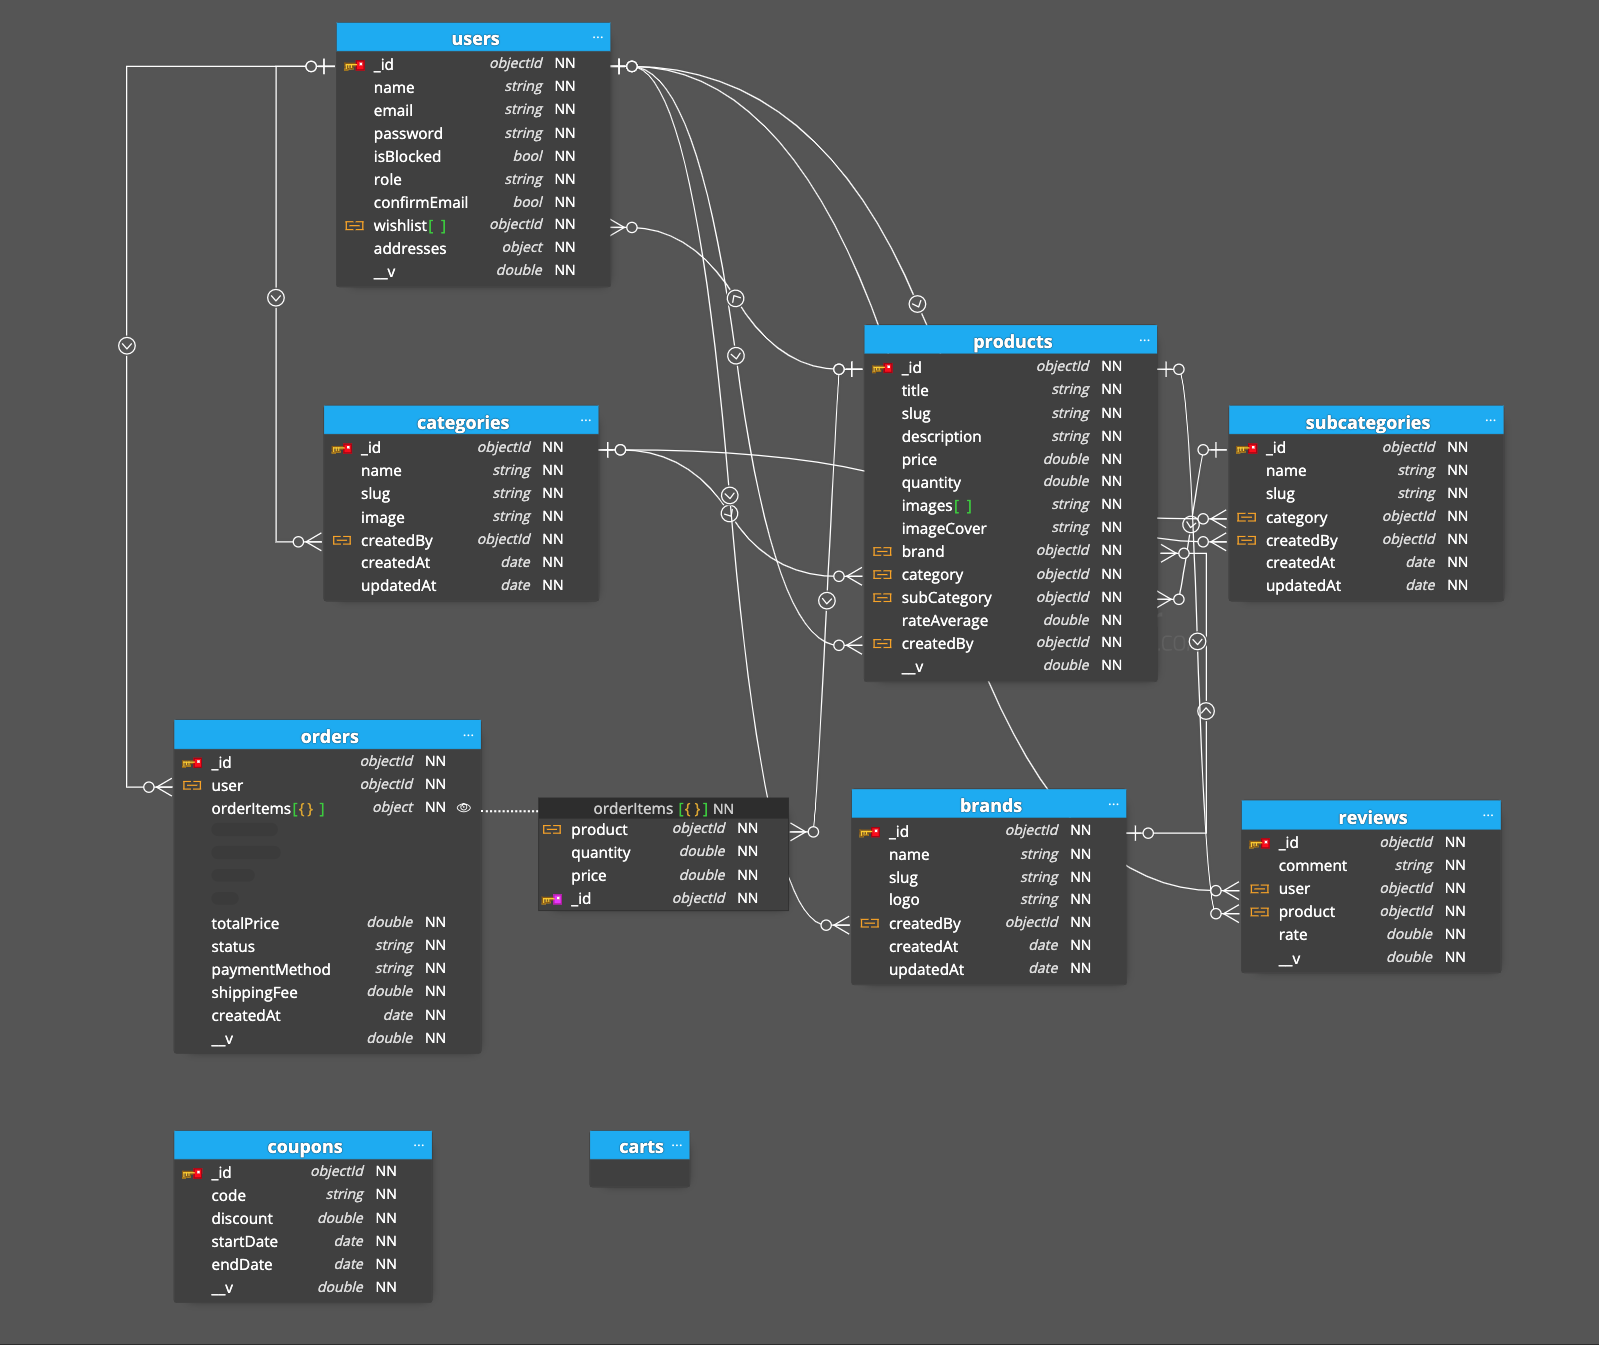 users ...
_id objectId NN
name string NN
email string NN
password string NN
isBlocked bool NN
role string NN
confirmEmail bool NN
wishlist[ ] objectId NN
addresses object NN
__v double NN
products ...
_id objectId NN
title string NN
slug string NN
description string NN
price double NN
quantity double NN
images[ ] string NN
imageCover string NN
brand objectId NN
category objectId NN
subCategory objectId NN
rateAverage double NN
createdBy objectId NN
__v double NN
categories ...
_id objectId NN
name string NN
slug string NN
image string NN
createdBy objectId NN
createdAt date NN
updatedAt date NN
subcategories ...
_id objectId NN
name string NN
slug string NN
category objectId NN
createdBy objectId NN
createdAt date NN
updatedAt date NN
orders ...
_id objectId NN
user objectId NN
orderItems[{} ] object NN
totalPrice double NN
status string NN
paymentMethod string NN
shippingFee double NN
createdAt date NN
__v double NN
orderItems [{}] NN
product objectId NN
quantity double NN
price double NN
_id objectId NN
brands ...
_id objectId NN
name string NN
slug string NN
logo string NN
createdBy objectId NN
createdAt date NN
updatedAt date NN
reviews ...
_id objectId NN
comment string NN
user objectId NN
product objectId NN
rate double NN
__v double NN
coupons ...
_id objectId NN
code string NN
discount double NN
startDate date NN
endDate date NN
__v double NN
carts ...